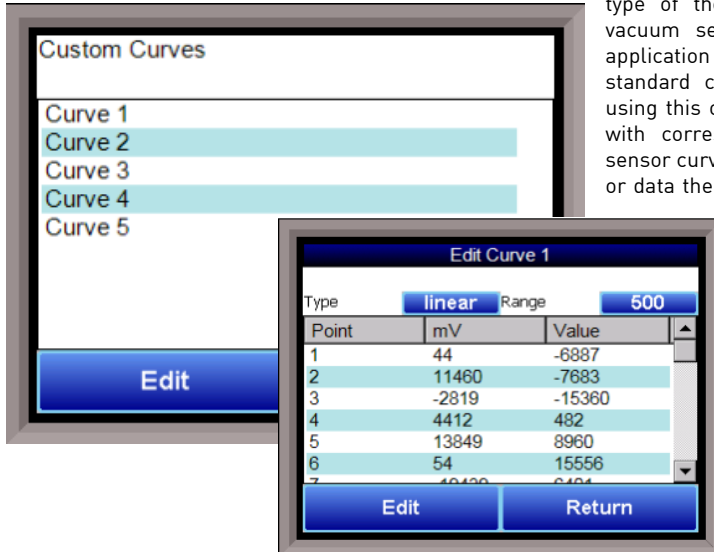 type of the
vacuum se
application
standard c
using this
with corre
sensor curv
or data the
Custom Curves
Curve 1
Curve 2
Curve 3
Curve 4
Curve 5
Edit
Edit Curve 1
Type linear Range 500
Point mV Value
1 44 -6887
2 11460 -7683
3 -2819 -15360
4 4412 482
5 13849 8960
6 54 15556
Edit Return